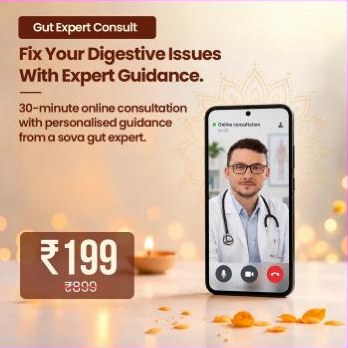 Gut Expert Consult
Fix Your Digestive Issues
With Expert Guidance.
30-minute online consultation
with personalised guidance
from a sova gut expert.
Online consultation
₹199
₹899